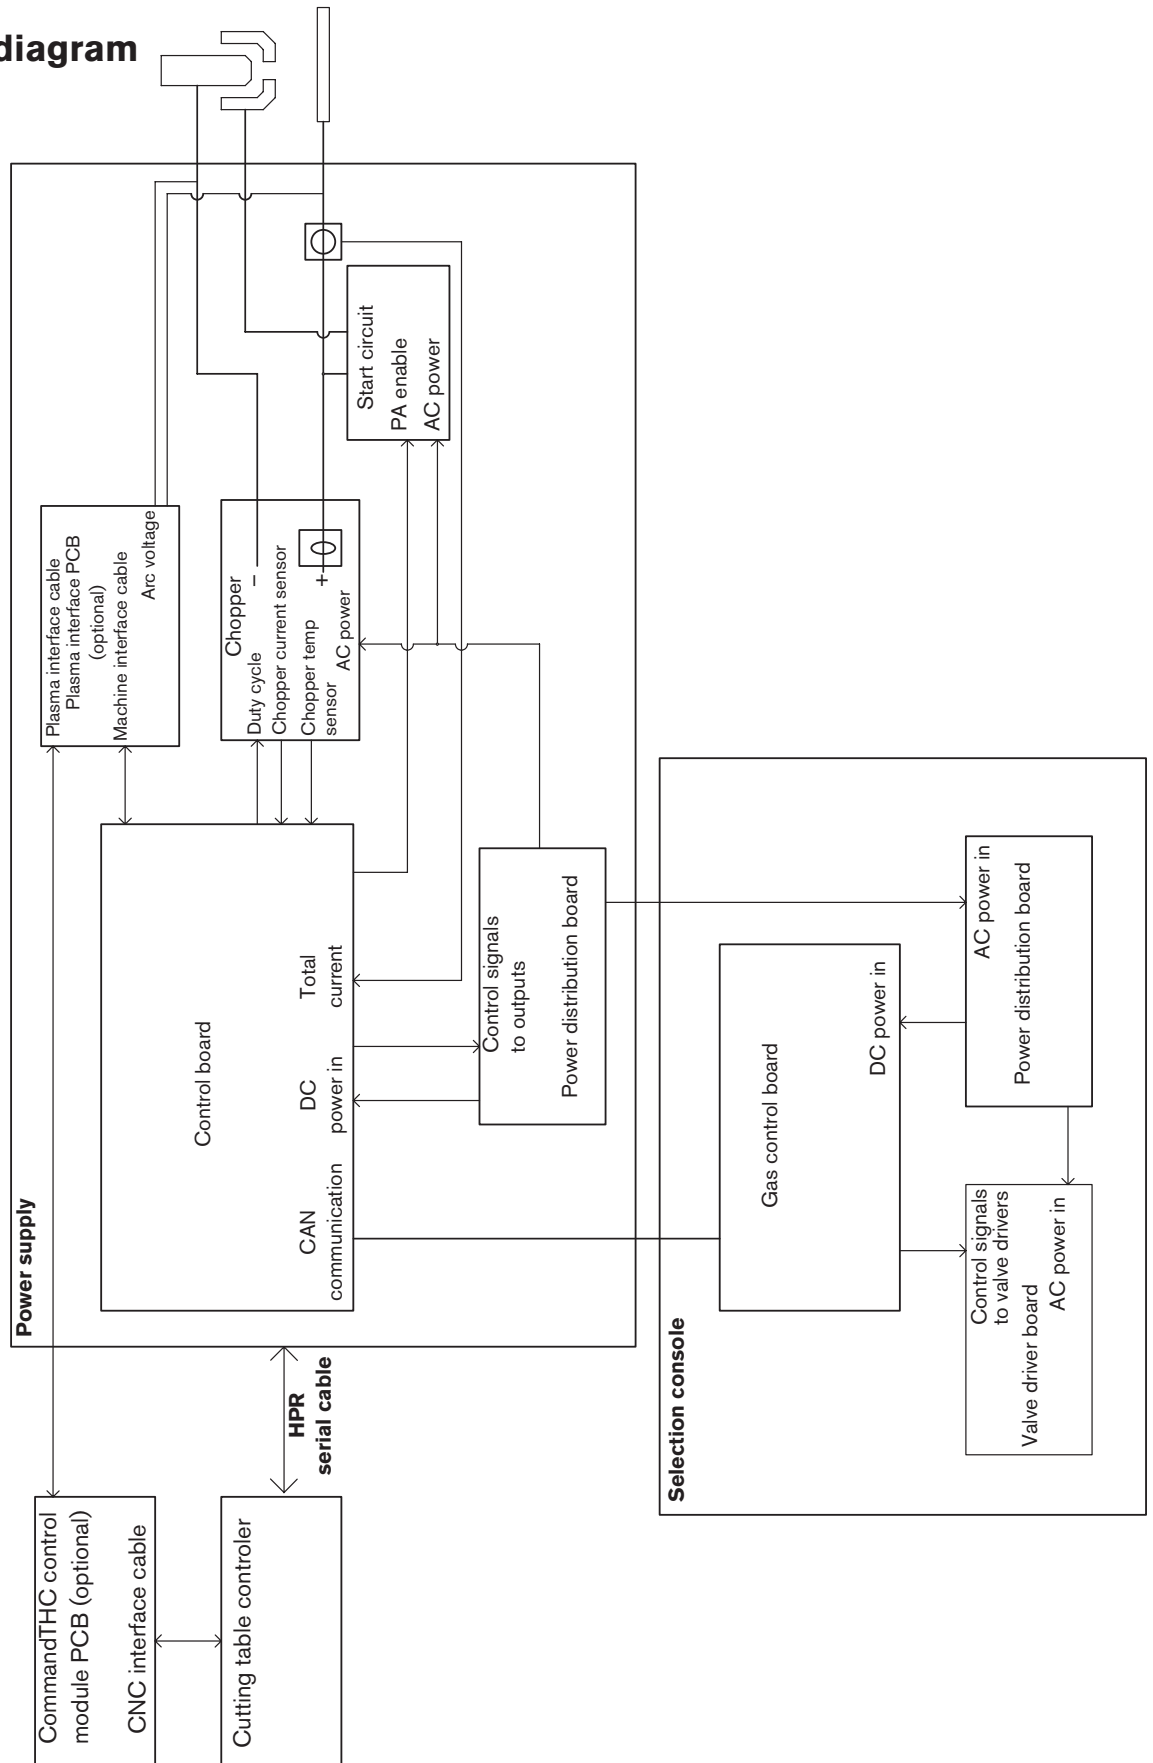 diagram
CommandTHC control
module PCB (optional)
CNC interface cable
Cutting table controler
HPR
serial cable
Power supply
Plasma interface cable
Plasma interface PCB
(optional)
Machine interface cable
Arc voltage
Control board
CAN
communication
DC
power in
Total
current
Chopper
–
Duty cycle
Chopper current sensor
Chopper temp
sensor
+
AC power
Start circuit
PA enable
AC power
Control signals
to outputs
Power distribution board
Selection console
Gas control board
DC power in
Control signals
to valve drivers
Valve driver board
AC power in
AC power in
Power distribution board